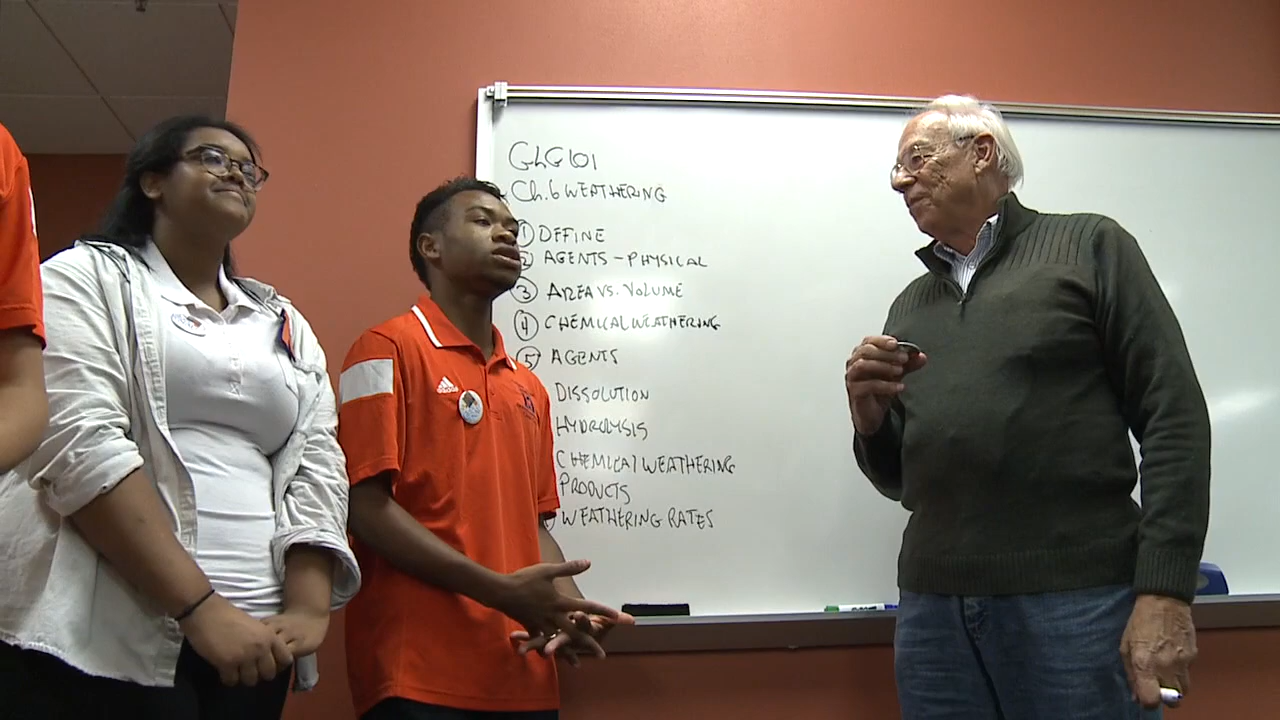 GLG101
Ch. 6 WEATHERING
① DEFINE
② AGENTS - PHYSICAL
③ AREA VS. VOLUME
④ CHEMICAL WEATHERING
⑤ AGENTS
DISSOLUTION
HYDROLYSIS
CHEMICAL WEATHERING
PRODUCTS
WEATHERING RATES
adidas